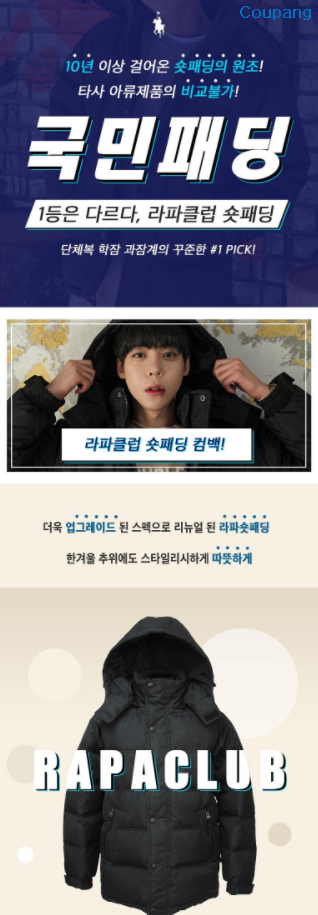 Coupang
10년 이상 걸어온 숏패딩의 원조!
타사 아류제품의 비교불가!
국민패딩
1등은 다르다, 라파클럽 숏패딩
단체복 학잠 과잠계의 꾸준한 #1 PICK!
라파클럽 숏패딩 컴백!
더욱 업그레이드 된 스펙으로 리뉴얼 된 라파숏패딩
한겨울 추위에도 스타일리시하게 따뜻하게
RAPACLUB